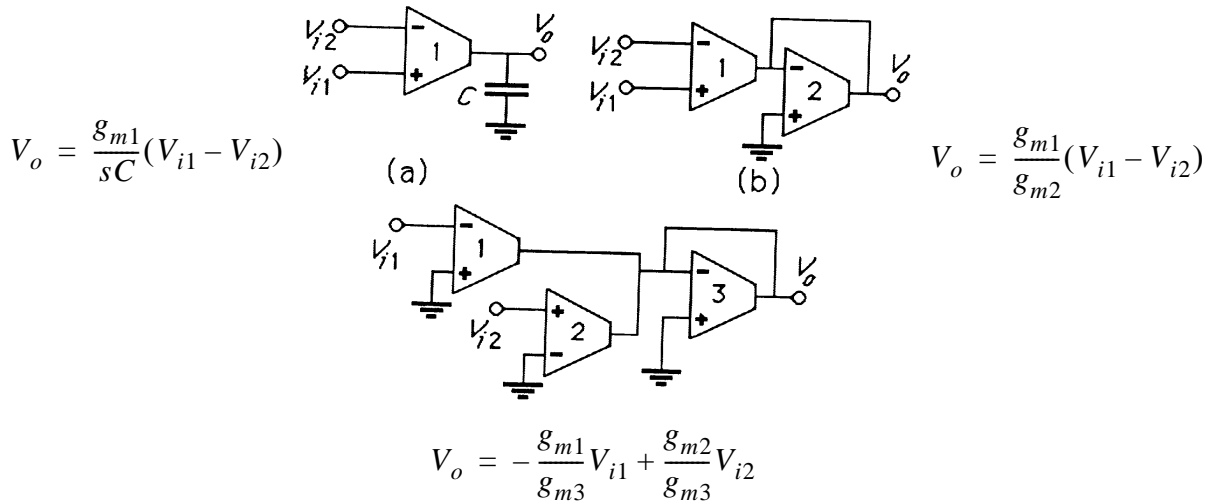 V_{i2} - V_o
1
V_{i1} + C
(a)
V_o = \frac{g_{m1}}{sC}(V_{i1} - V_{i2})
V_{i2} - - V_o
1 2
V_{i1} + +
(b)
V_o = \frac{g_{m1}}{g_{m2}}(V_{i1} - V_{i2})
V_{i1} - 1 +
V_{i2} + 2 -
- 3 + V_o
V_o = -\frac{g_{m1}}{g_{m3}}V_{i1} + \frac{g_{m2}}{g_{m3}}V_{i2}